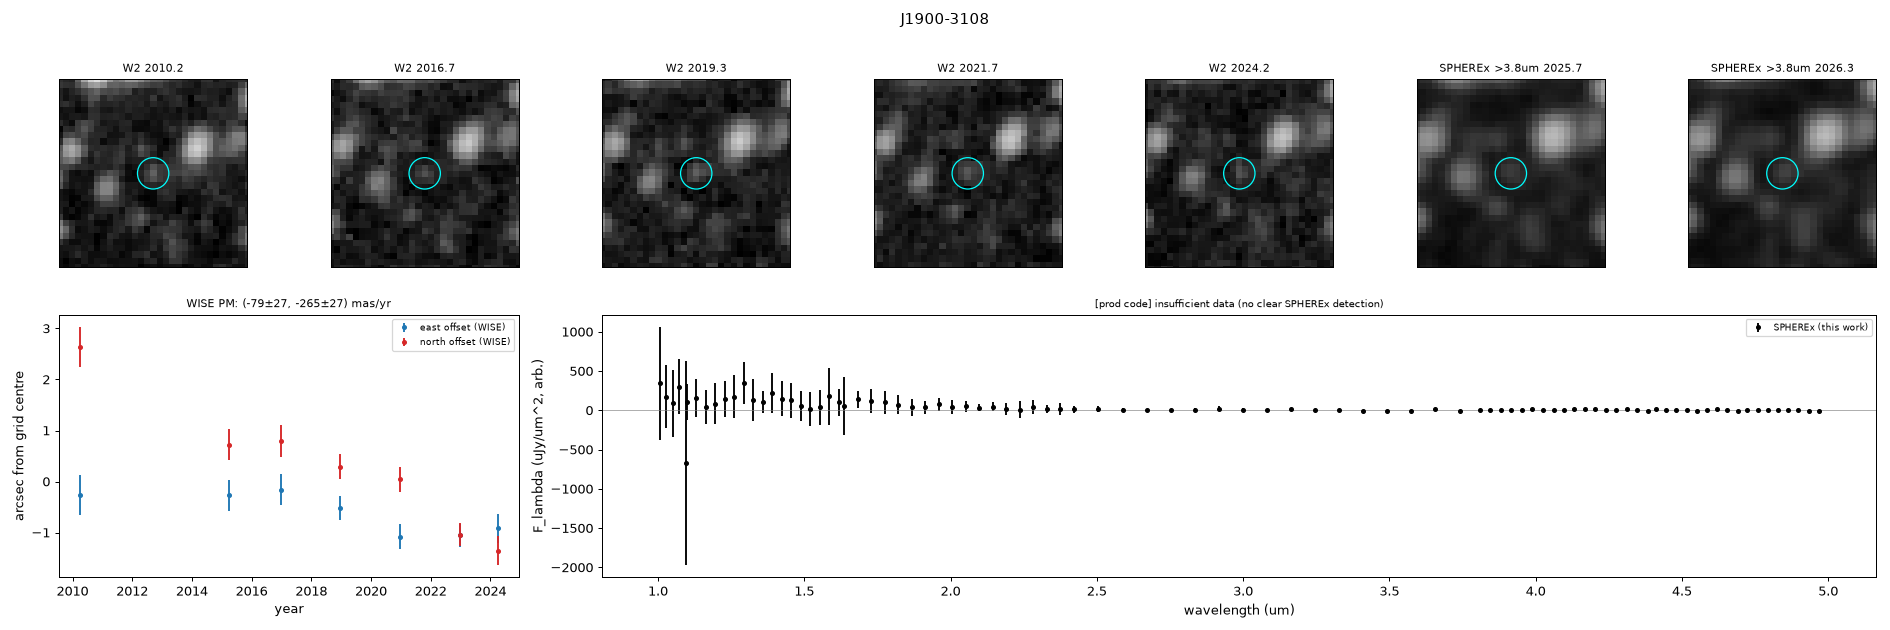 J1900-3108
W2 2010.2
W2 2016.7
W2 2019.3
W2 2021.7
W2 2024.2
SPHEREx >3.8um 2025.7
SPHEREx >3.8um 2026.3
WISE PM: (-79±27, -265±27) mas/yr
east offset (WISE)
north offset (WISE)
arcsec from grid centre
3
2
1
0
−1
2010
2012
2014
2016
2018
2020
2022
2024
year
[prod code] insufficient data (no clear SPHEREx detection)
SPHEREx (this work)
F_lambda (uJy/um^2, arb.)
1000
500
0
−500
−1000
−1500
−2000
1.0
1.5
2.0
2.5
3.0
3.5
4.0
4.5
5.0
wavelength (um)